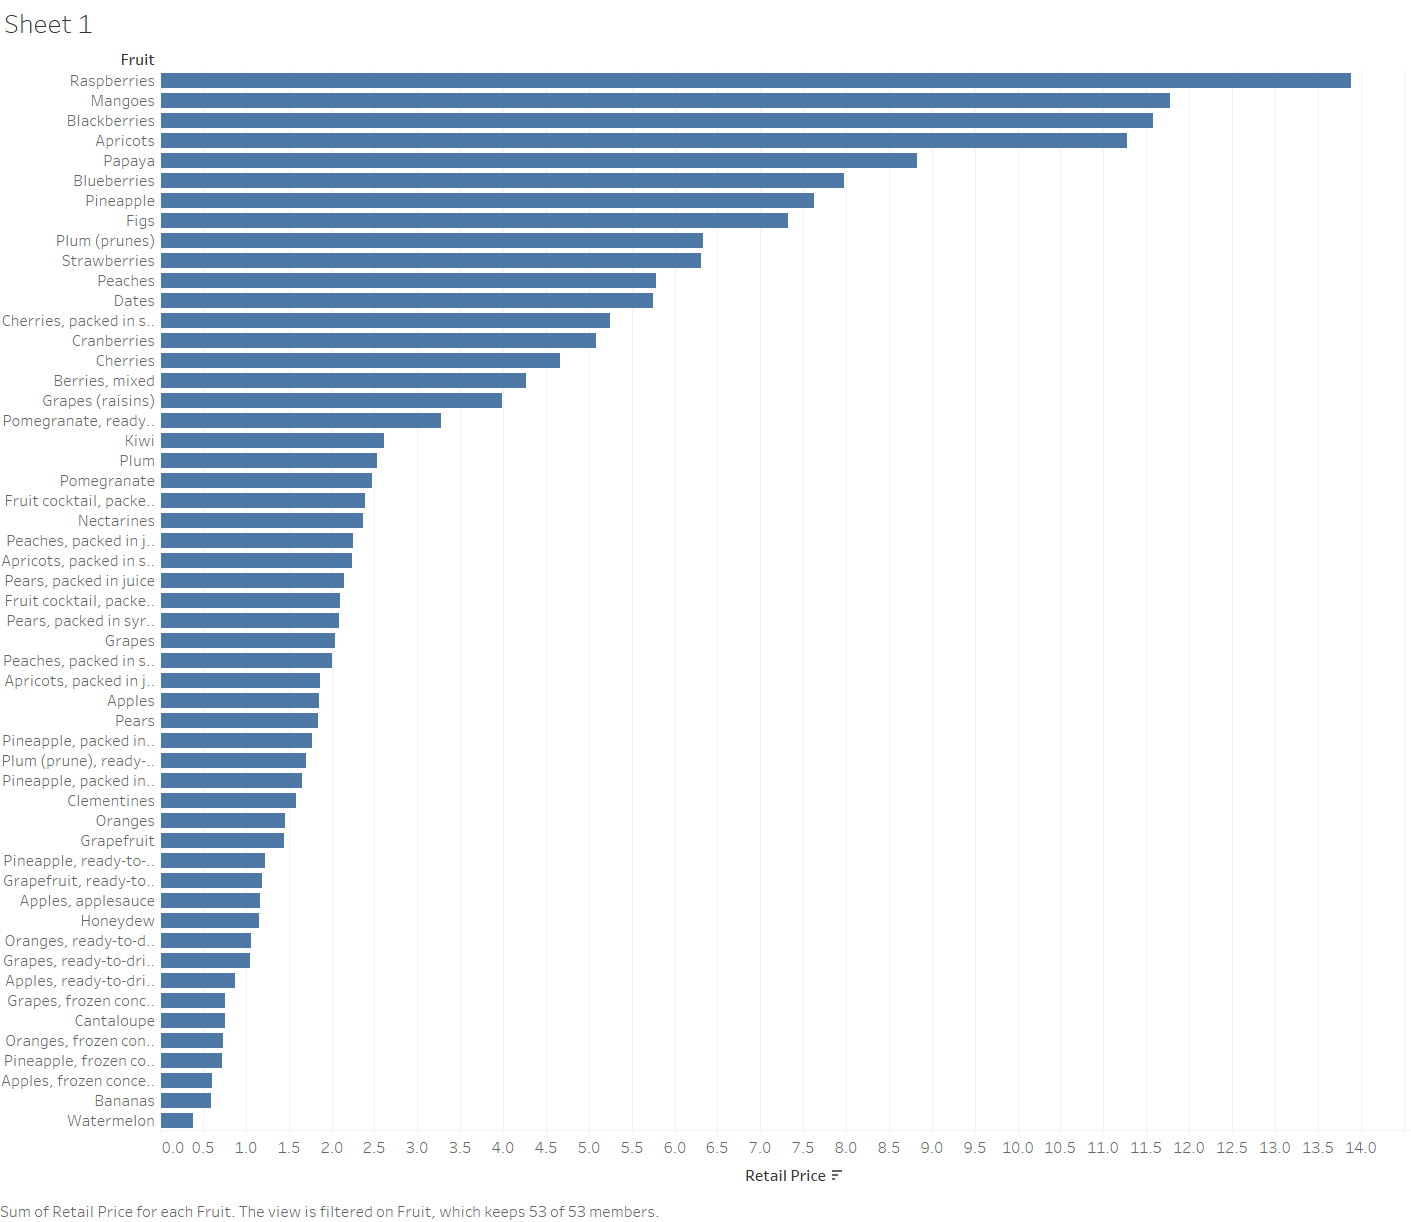 Sheet 1
Fruit
Raspberries
Mangoes
Blackberries
Apricots
Papaya
Blueberries
Pineapple
Figs
Plum (prunes)
Strawberries
Peaches
Dates
Cherries, packed in s..
Cranberries
Cherries
Berries, mixed
Grapes (raisins)
Pomegranate, ready..
Kiwi
Plum
Pomegranate
Fruit cocktail, packe..
Nectarines
Peaches, packed in j..
Apricots, packed in s..
Pears, packed in juice
Fruit cocktail, packe..
Pears, packed in syr..
Grapes
Peaches, packed in s..
Apricots, packed in j..
Apples
Pears
Pineapple, packed in..
Plum (prune), ready-..
Pineapple, packed in..
Clementines
Oranges
Grapefruit
Pineapple, ready-to-..
Grapefruit, ready-to..
Apples, applesauce
Honeydew
Oranges, ready-to-d..
Grapes, ready-to-dri..
Apples, ready-to-dri..
Grapes, frozen conc..
Cantaloupe
Oranges, frozen con..
Pineapple, frozen co..
Apples, frozen conce..
Bananas
Watermelon
0.0 0.5 1.0 1.5 2.0 2.5 3.0 3.5 4.0 4.5 5.0 5.5 6.0 6.5 7.0 7.5 8.0 8.5 9.0 9.5 10.0 10.5 11.0 11.5 12.0 12.5 13.0 13.5 14.0
Retail Price
Sum of Retail Price for each Fruit. The view is filtered on Fruit, which keeps 53 of 53 members.